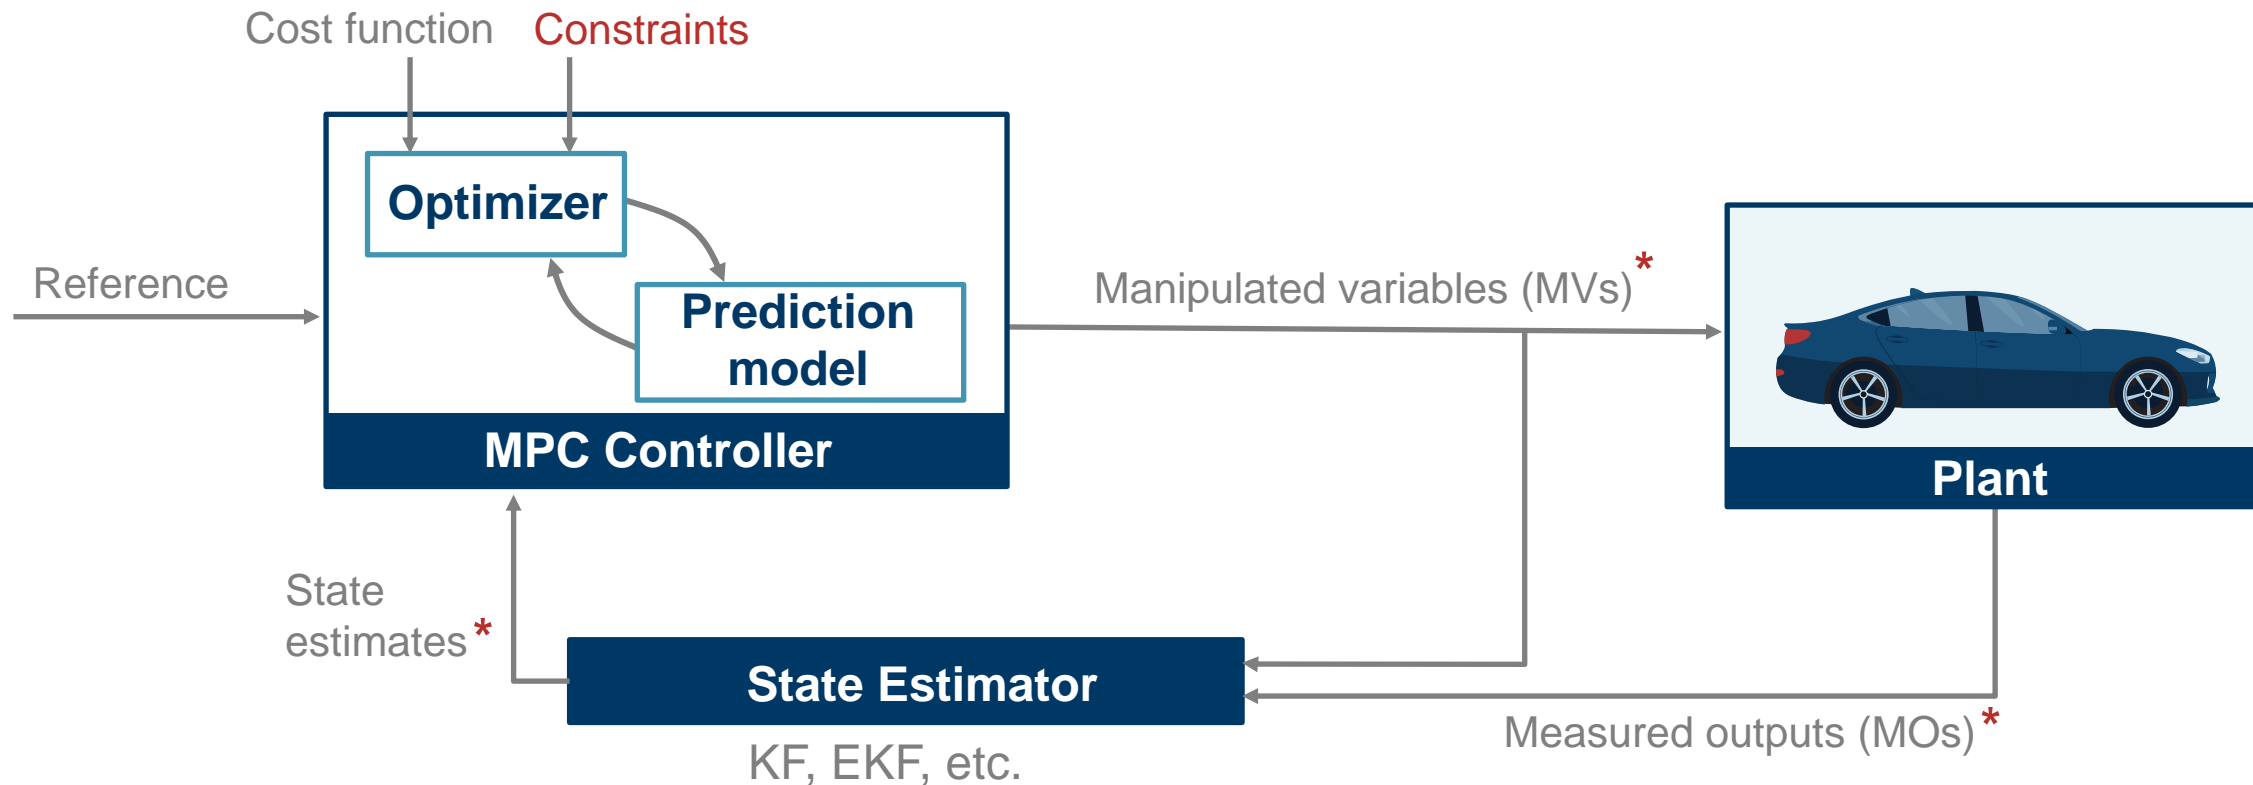 Cost function
Constraints
Optimizer
Reference
Prediction
model
MPC Controller
Manipulated variables (MVs)*
Plant
State
estimates*
State Estimator
KF, EKF, etc.
Measured outputs (MOs)*